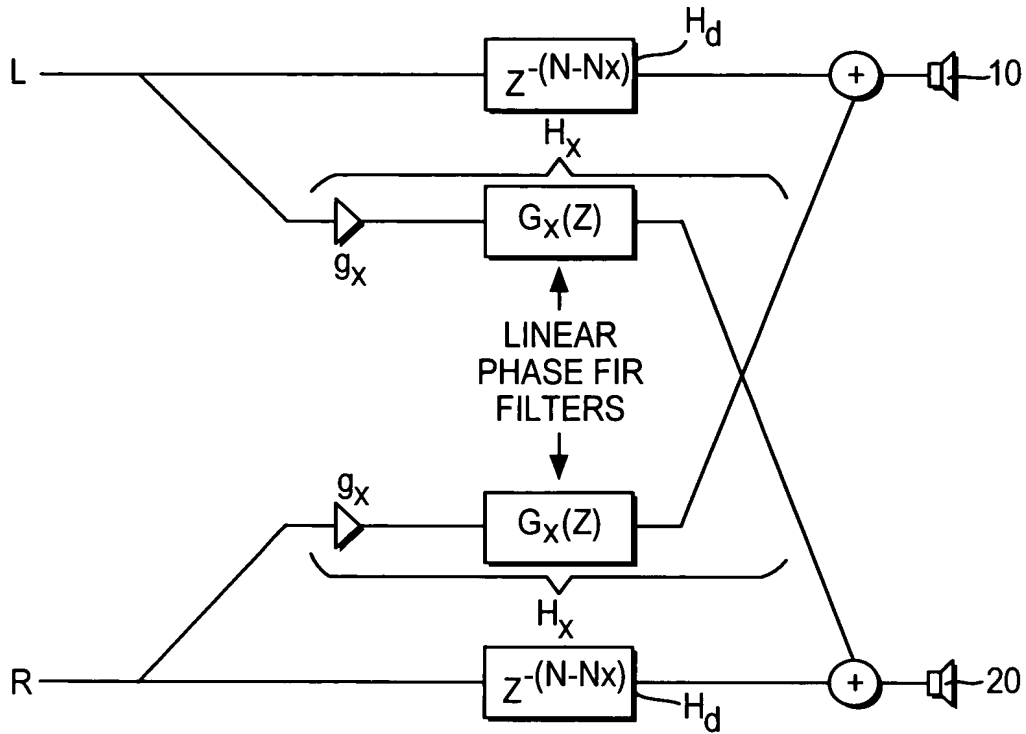 H_d
L
Z^-(N-Nx)
+
10
H_x
G_x(Z)
g_x
LINEAR
PHASE FIR
FILTERS
g_x
G_x(Z)
H_x
R
Z^-(N-Nx)
+
20
H_d